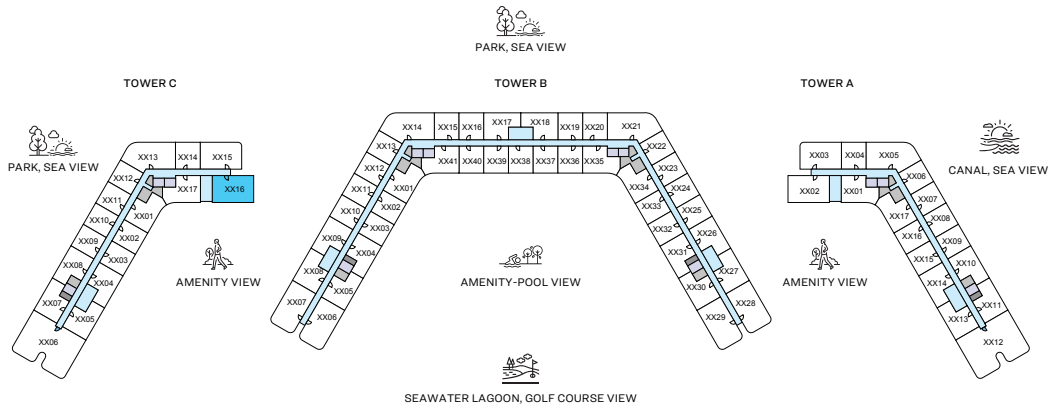 PARK, SEA VIEW
TOWER C
TOWER B
TOWER A
PARK, SEA VIEW
CANAL, SEA VIEW
AMENITY VIEW
AMENITY-POOL VIEW
AMENITY VIEW
SEAWATER LAGOON, GOLF COURSE VIEW
XX13
XX14
XX15
XX12
XX17
XX16
XX11
XX01
XX10
XX02
XX09
XX03
XX08
XX04
XX07
XX05
XX06
XX14
XX15
XX16
XX17
XX18
XX19
XX20
XX21
XX13
XX41
XX40
XX39
XX38
XX37
XX36
XX35
XX22
XX12
XX01
XX34
XX23
XX11
XX02
XX33
XX24
XX10
XX03
XX32
XX25
XX09
XX04
XX31
XX26
XX08
XX05
XX30
XX27
XX07
XX06
XX29
XX28
XX03
XX04
XX05
XX02
XX01
XX06
XX17
XX07
XX16
XX08
XX15
XX09
XX14
XX10
XX13
XX11
XX12